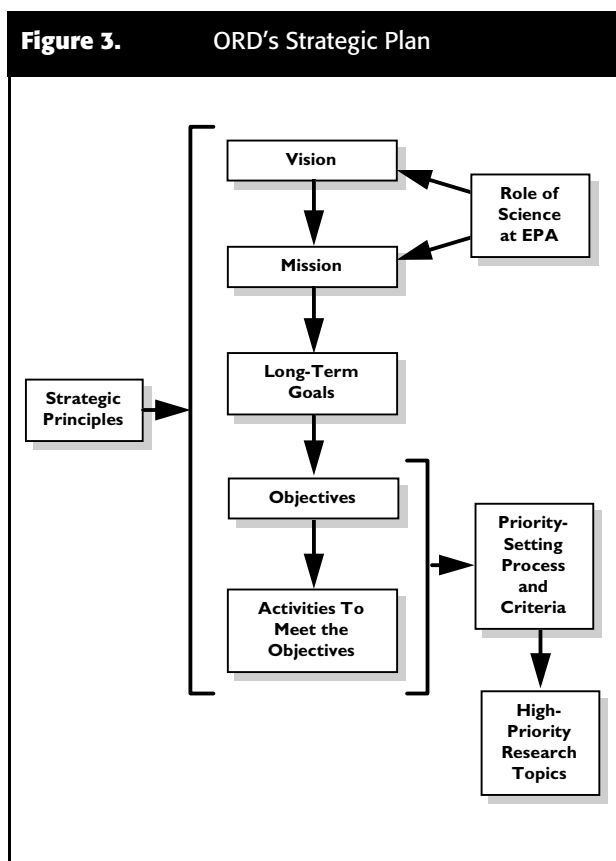 Figure 3. ORD’s Strategic Plan
Vision
Role of
Science
at EPA
Mission
Long-Term
Goals
Strategic
Principles
Objectives
Priority-
Setting
Process
and
Criteria
Activities To
Meet the
Objectives
High-
Priority
Research
Topics